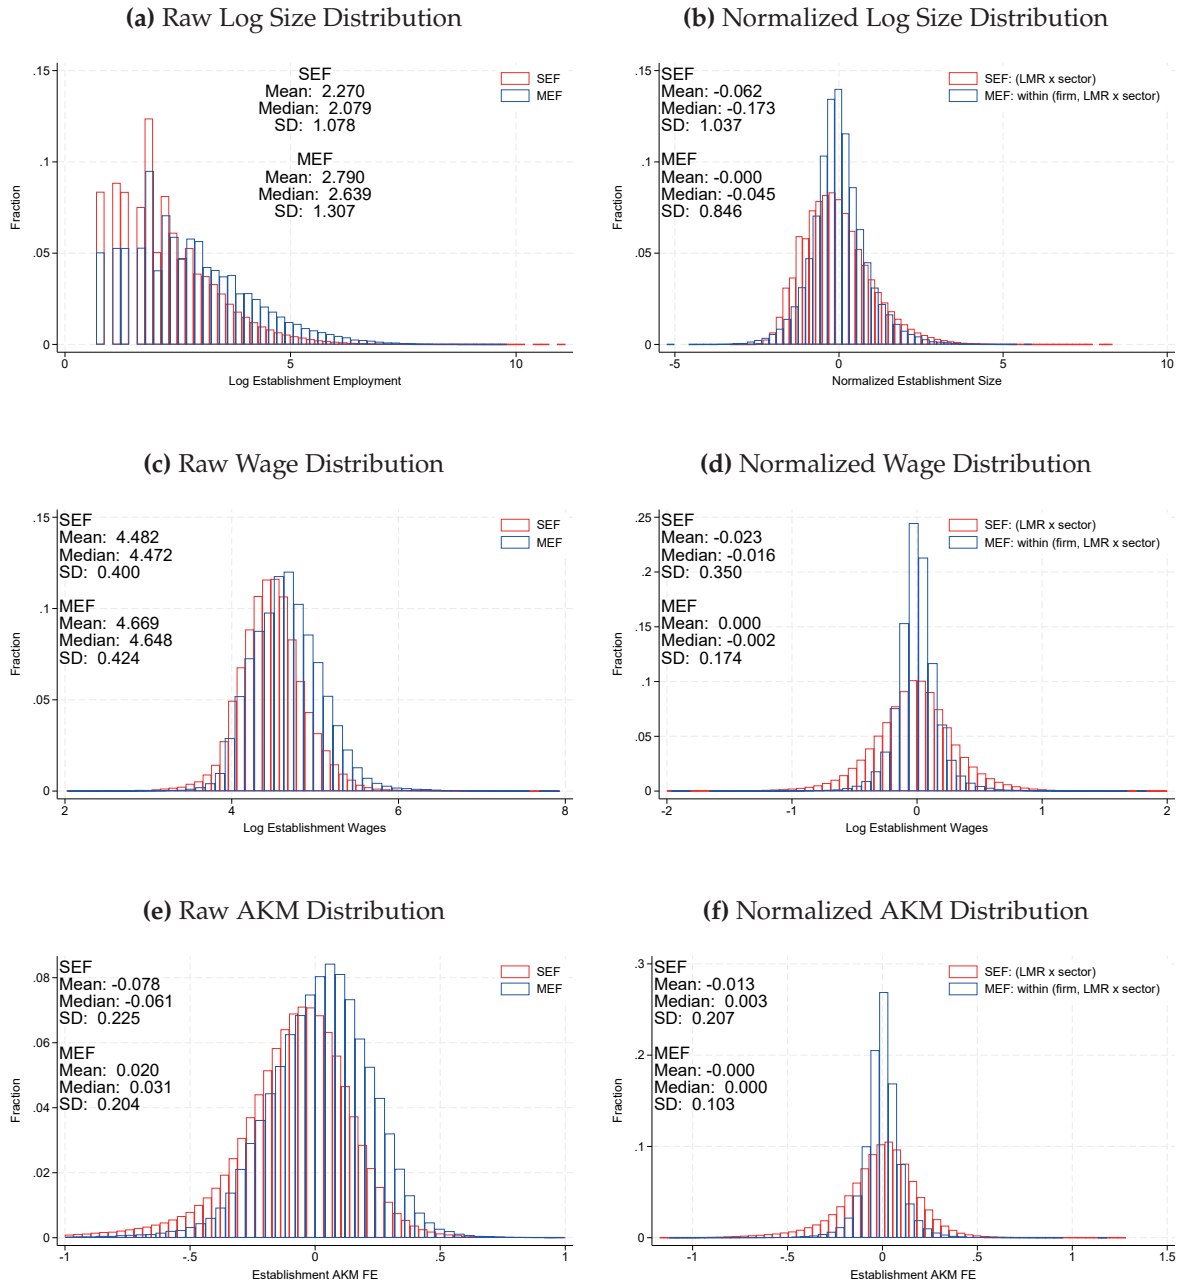 (a) Raw Log Size Distribution
.15
.1
.05
0
Fraction
SEF
Mean: 2.270
Median: 2.079
SD: 1.078
MEF
Mean: 2.790
Median: 2.639
SD: 1.307
SEF
MEF
0
5
10
Log Establishment Employment
(b) Normalized Log Size Distribution
.15
.1
.05
0
Fraction
SEF
Mean: -0.062
Median: -0.173
SD: 1.037
MEF
Mean: -0.000
Median: -0.045
SD: 0.846
SEF: (LMR x sector)
MEF: within (firm, LMR x sector)
-5
0
5
10
Normalized Establishment Size
(c) Raw Wage Distribution
.15
.1
.05
0
Fraction
SEF
Mean: 4.482
Median: 4.472
SD: 0.400
MEF
Mean: 4.669
Median: 4.648
SD: 0.424
SEF
MEF
2
4
6
8
Log Establishment Wages
(d) Normalized Wage Distribution
.25
.2
.15
.1
.05
0
Fraction
SEF
Mean: -0.023
Median: -0.016
SD: 0.350
MEF
Mean: 0.000
Median: -0.002
SD: 0.174
SEF: (LMR x sector)
MEF: within (firm, LMR x sector)
-2
-1
0
1
2
Log Establishment Wages
(e) Raw AKM Distribution
.08
.06
.04
.02
0
Fraction
SEF
Mean: -0.078
Median: -0.061
SD: 0.225
MEF
Mean: 0.020
Median: 0.031
SD: 0.204
SEF
MEF
-1
-.5
0
.5
1
Establishment AKM FE
(f) Normalized AKM Distribution
.3
.2
.1
0
Fraction
SEF
Mean: -0.013
Median: 0.003
SD: 0.207
MEF
Mean: -0.000
Median: 0.000
SD: 0.103
SEF: (LMR x sector)
MEF: within (firm, LMR x sector)
-1
-.5
0
.5
1
1.5
Establishment AKM FE